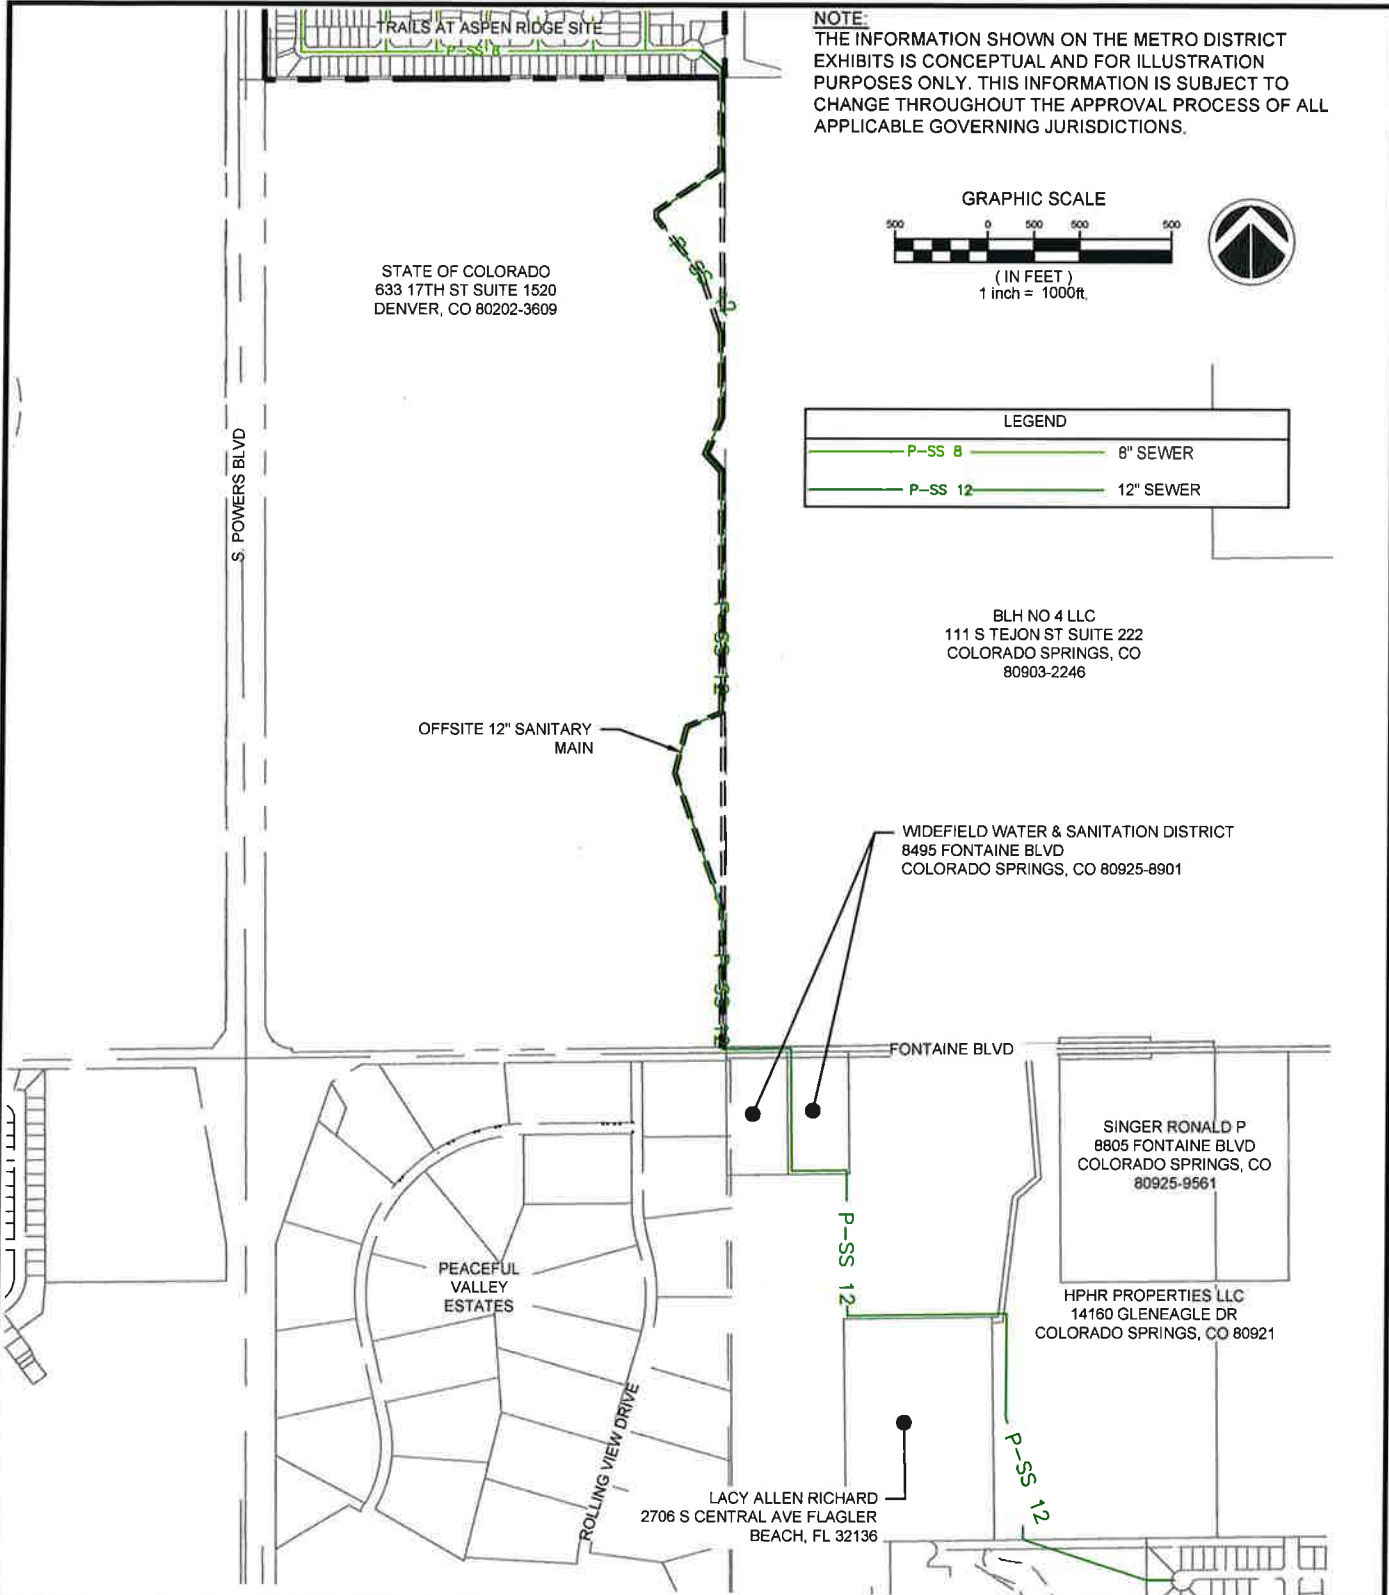 TRAILS AT ASPEN RIDGE SITE
P-SS 8
NOTE:
THE INFORMATION SHOWN ON THE METRO DISTRICT
EXHIBITS IS CONCEPTUAL AND FOR ILLUSTRATION
PURPOSES ONLY. THIS INFORMATION IS SUBJECT TO
CHANGE THROUGHOUT THE APPROVAL PROCESS OF ALL
APPLICABLE GOVERNING JURISDICTIONS.
GRAPHIC SCALE
500 0 500 500 500
( IN FEET )
1 inch = 1000ft.
P-SS 12
STATE OF COLORADO
633 17TH ST SUITE 1520
DENVER, CO 80202-3609
LEGEND
P-SS 8 8" SEWER
P-SS 12 12" SEWER
S. POWERS BLVD
BLH NO 4 LLC
111 S TEJON ST SUITE 222
COLORADO SPRINGS, CO
80903-2246
P-SS 12
OFFSITE 12" SANITARY
MAIN
WIDEFIELD WATER & SANITATION DISTRICT
8495 FONTAINE BLVD
COLORADO SPRINGS, CO 80925-8901
P-SS 12
FONTAINE BLVD
SINGER RONALD P
8805 FONTAINE BLVD
COLORADO SPRINGS, CO
80925-9561
P-SS 12
PEACEFUL
VALLEY
ESTATES
HPHR PROPERTIES LLC
14160 GLENEAGLE DR
COLORADO SPRINGS, CO 80921
ROLLING VIEW DRIVE
P-SS 12
LACY ALLEN RICHARD
2706 S CENTRAL AVE FLAGLER
BEACH, FL 32136